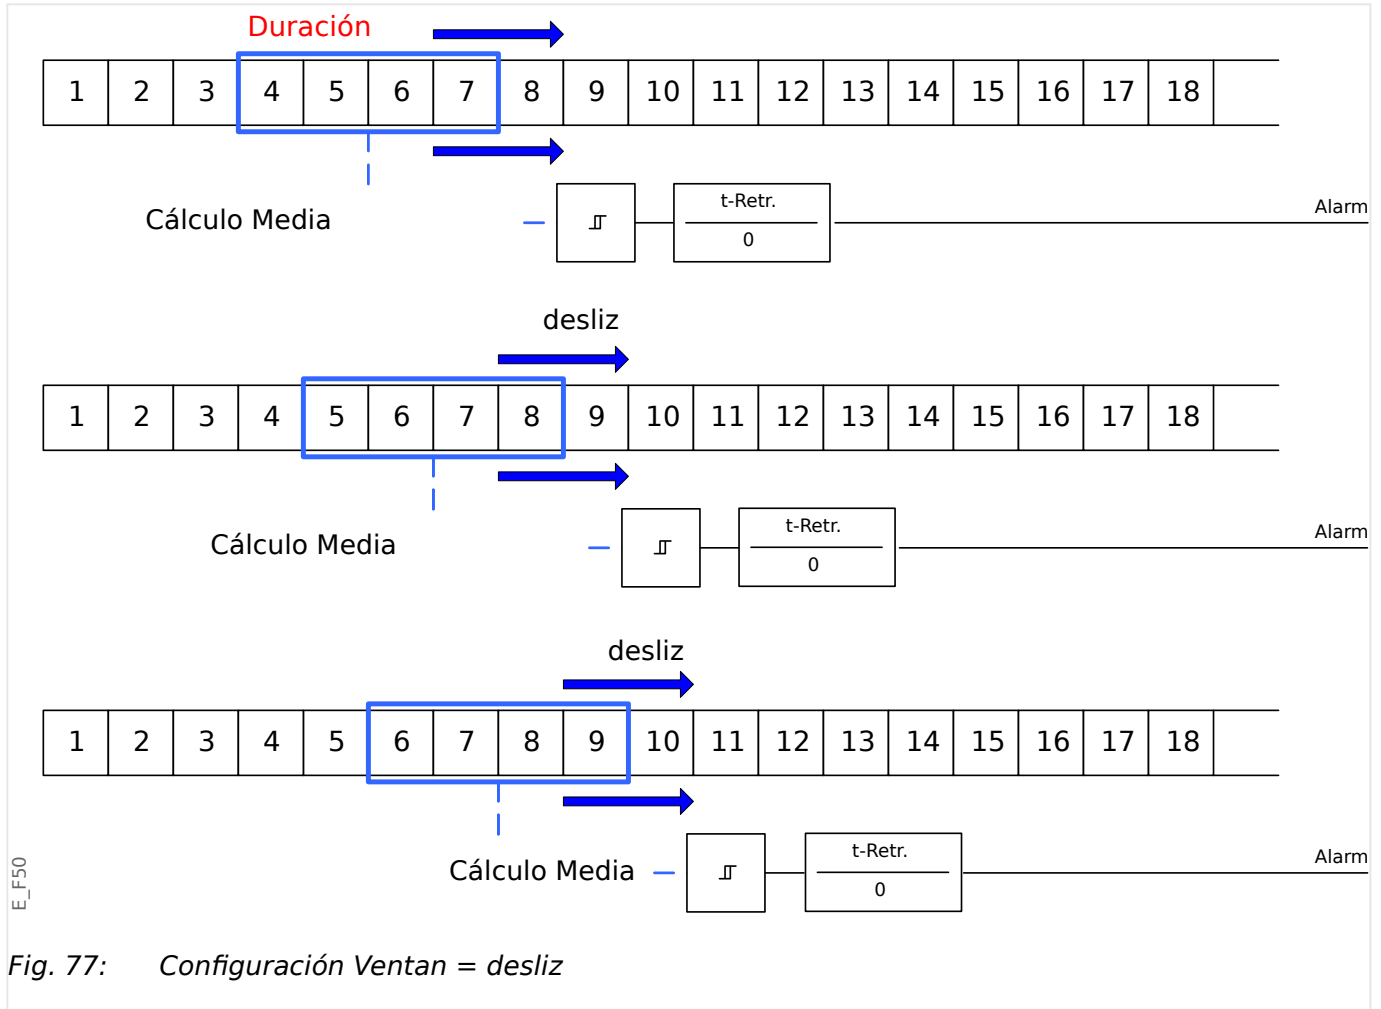 Duración
1 2 3 4 5 6 7 8 9 10 11 12 13 14 15 16 17 18
Cálculo Media
t-Retr.
0
Alarm
desliz
1 2 3 4 5 6 7 8 9 10 11 12 13 14 15 16 17 18
Cálculo Media
t-Retr.
0
Alarm
desliz
1 2 3 4 5 6 7 8 9 10 11 12 13 14 15 16 17 18
Cálculo Media
t-Retr.
0
Alarm
E_F50
Fig. 77: Configuración Ventan = desliz